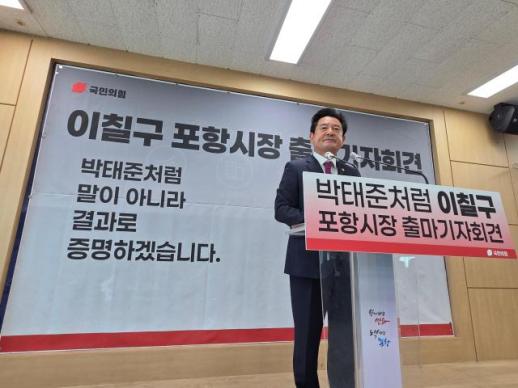 국민의힘
이칠구 포항시장 출마기자회견
박태준처럼
말이 아니라
결과로
증명하겠습니다.
박태준처럼 이칠구
포항시장 출마기자회견
국민의힘